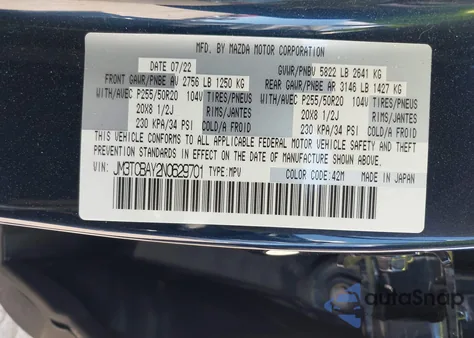 MFD. BY MAZDA MOTOR CORPORATION
DATE 07/22 GVWR/PNBV 5822 LB 2641 KG
FRONT GAWR/PNBE AV 2756 LB 1250 KG REAR GAWR/PNBE AR 3146 LB 1427 KG
WITH/AVEC P255/50R20 104V TIRES/PNEUS WITH/AVEC P255/50R20 104V TIRES/PNEUS
20X8 1/2J RIMS/JANTES 20X8 1/2J RIMS/JANTES
230 KPA/34 PSI COLD/A FROID 230 KPA/34 PSI COLD/A FROID
THIS VEHICLE CONFORMS TO ALL APPLICABLE FEDERAL MOTOR VEHICLE SAFETY AND THEFT
PREVENTION STANDARDS IN EFFECT ON THE DATE OF MANUFACTURE SHOWN ABOVE.
VIN: JM3TCBAY2N0629701 TYPE:MPV COLOR CODE:42M MADE IN JAPAN
autoSnap